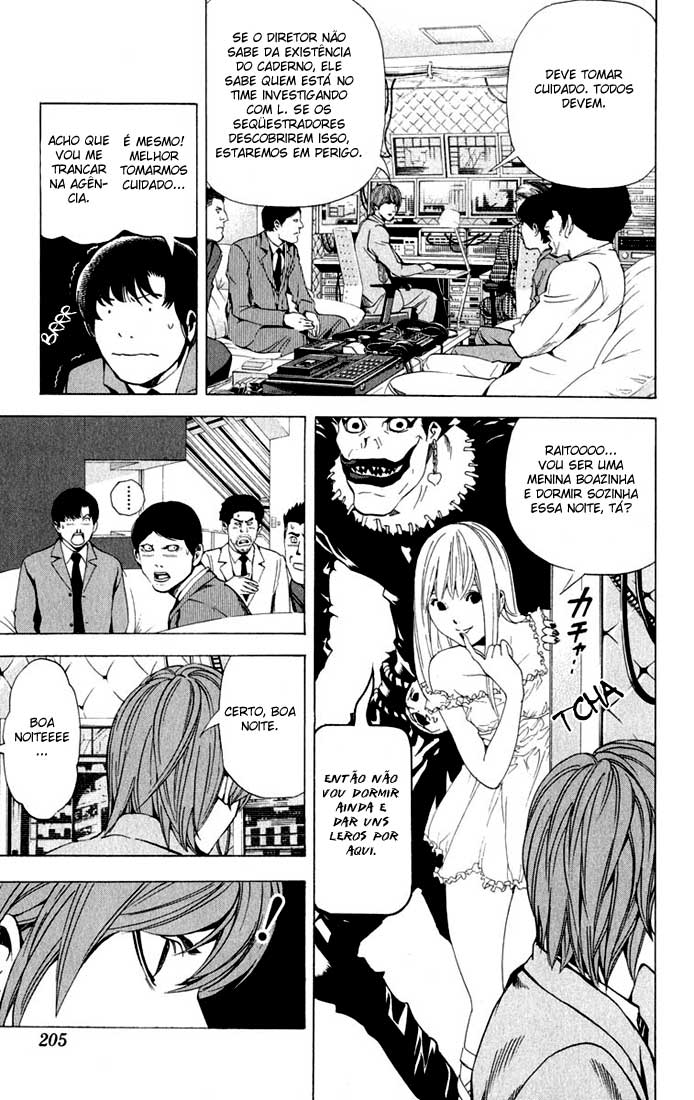 DEVE TOMAR
CUIDADO. TODOS
DEVEM.
SE O DIRETOR NÃO
SABE DA EXISTÊNCIA
DO CADERNO, ELE
SABE QUEM ESTÁ NO
TIME INVESTIGANDO
COM L. SE OS
SEQÜESTRADORES
DESCOBRIREM ISSO,
ESTAREMOS EM PERIGO.
É MESMO!
MELHOR
TOMARMOS
CUIDADO...
ACHO QUE
VOU ME
TRANCAR
NA AGÊN-
CIA.
BRRR
RAITOOOO...
VOU SER UMA
MENINA BOAZINHA
E DORMIR SOZINHA
ESSA NOITE, TÁ?
ガチャ…
TCHA
ENTÃO NÃO
VOU DORMIR
AINDA E
DAR UNS
LEROS POR
AQUI.
......
CERTO, BOA
NOITE.
BOA
NOITEEEE
...
!
205